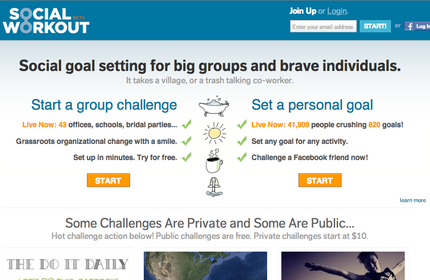 SOCIAL
BETA
WORKOUT
Join Up or Login.
Enter your email address START! or Log In
Social goal setting for big groups and brave individuals.
It takes a village, or a trash talking co-worker.
Start a group challenge
Live Now: 43 offices, schools, bridal parties...
Grassroots organizational change with a smile.
Set up in minutes. Try for free.
START
Set a personal goal
Live Now: 41,909 people crushing 820 goals!
Set any goal for any activity.
Challenge a Facebook friend now!
START
learn more
Some Challenges Are Private and Some Are Public...
Hot challenge action below! Public challenges are free. Private challenges start at $10.
THE DO IT DAILY